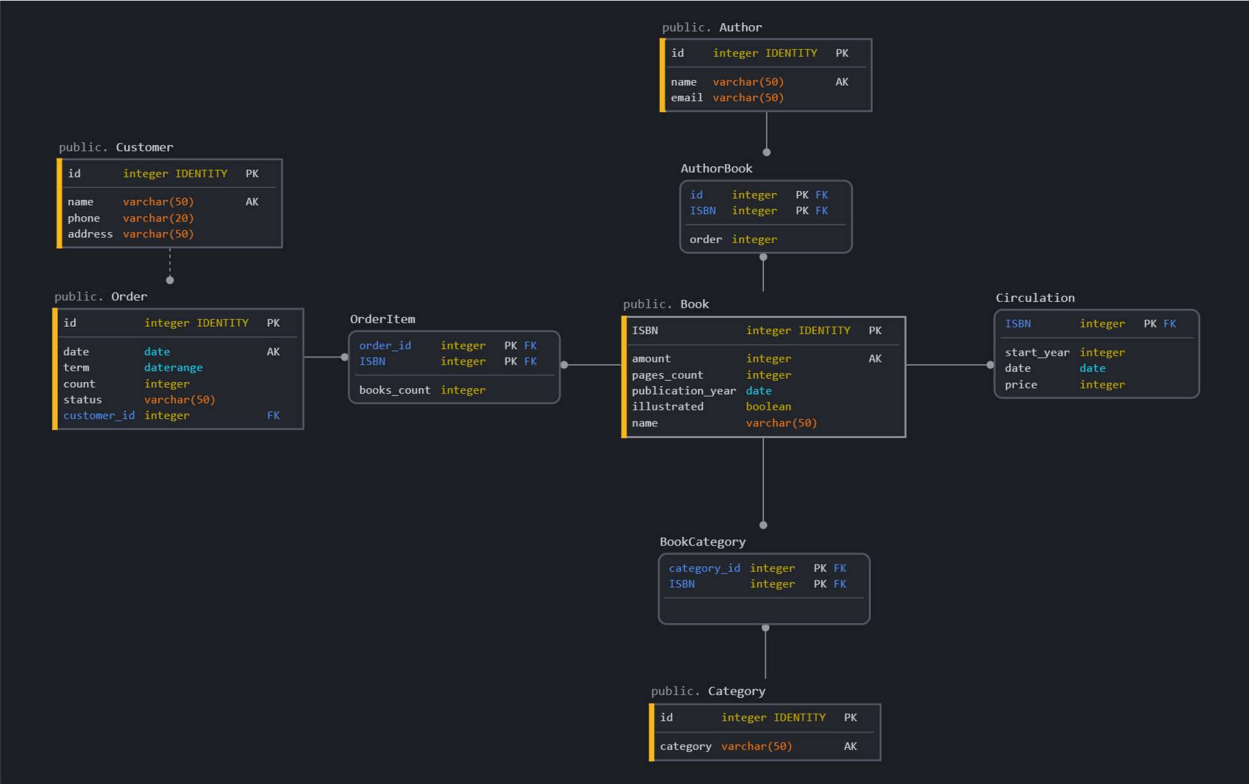 public. Author
id integer IDENTITY PK
name varchar(50) AK
email varchar(50)
public. Customer
id integer IDENTITY PK
name varchar(50) AK
phone varchar(20)
address varchar(50)
AuthorBook
id integer PK FK
ISBN integer PK FK
order integer
public. Order
id integer IDENTITY PK
date date AK
term daterange
count integer
status varchar(50)
customer_id integer FK
OrderItem
order_id integer PK FK
ISBN integer PK FK
books_count integer
public. Book
ISBN integer IDENTITY PK
amount integer AK
pages_count integer
publication_year date
illustrated boolean
name varchar(50)
Circulation
ISBN integer PK FK
start_year integer
date date
price integer
BookCategory
category_id integer PK FK
ISBN integer PK FK
public. Category
id integer IDENTITY PK
category varchar(50) AK